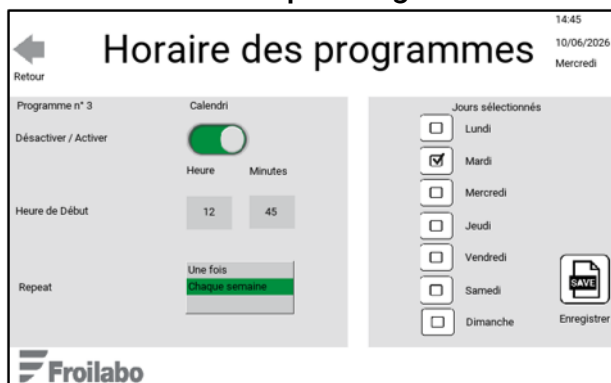 14:45
Horaire des programmes
10/06/2026
Mercredi
Retour
Programme n° 3
Calendri
Désactiver / Activer
Heure
Minutes
Heure de Début
12
45
Repeat
Une fois
Chaque semaine
Jours sélectionnés
Lundi
Mardi
Mercredi
Jeudi
Vendredi
Samedi
Dimanche
SAVE
Enregistrer
Froilabo